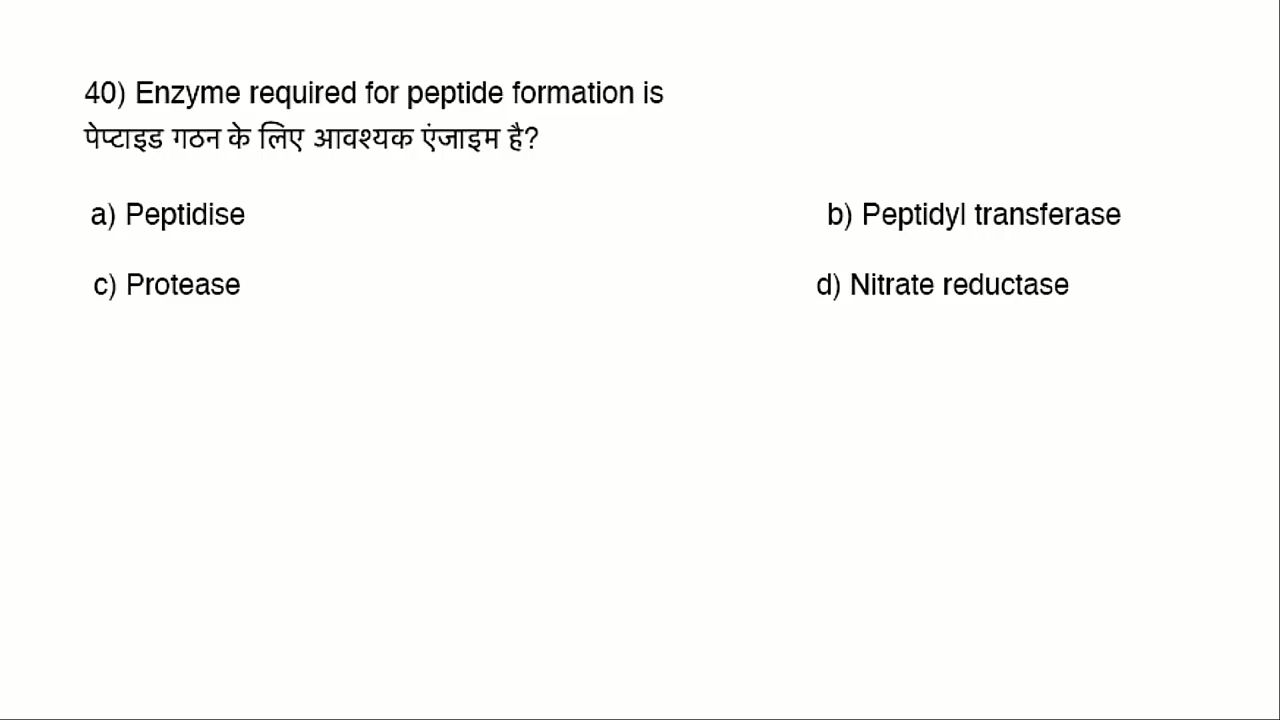 40) Enzyme required for peptide formation is
पेप्टाइड गठन के लिए आवश्यक एंजाइम है?
a) Peptidise b) Peptidyl transferase
c) Protease d) Nitrate reductase